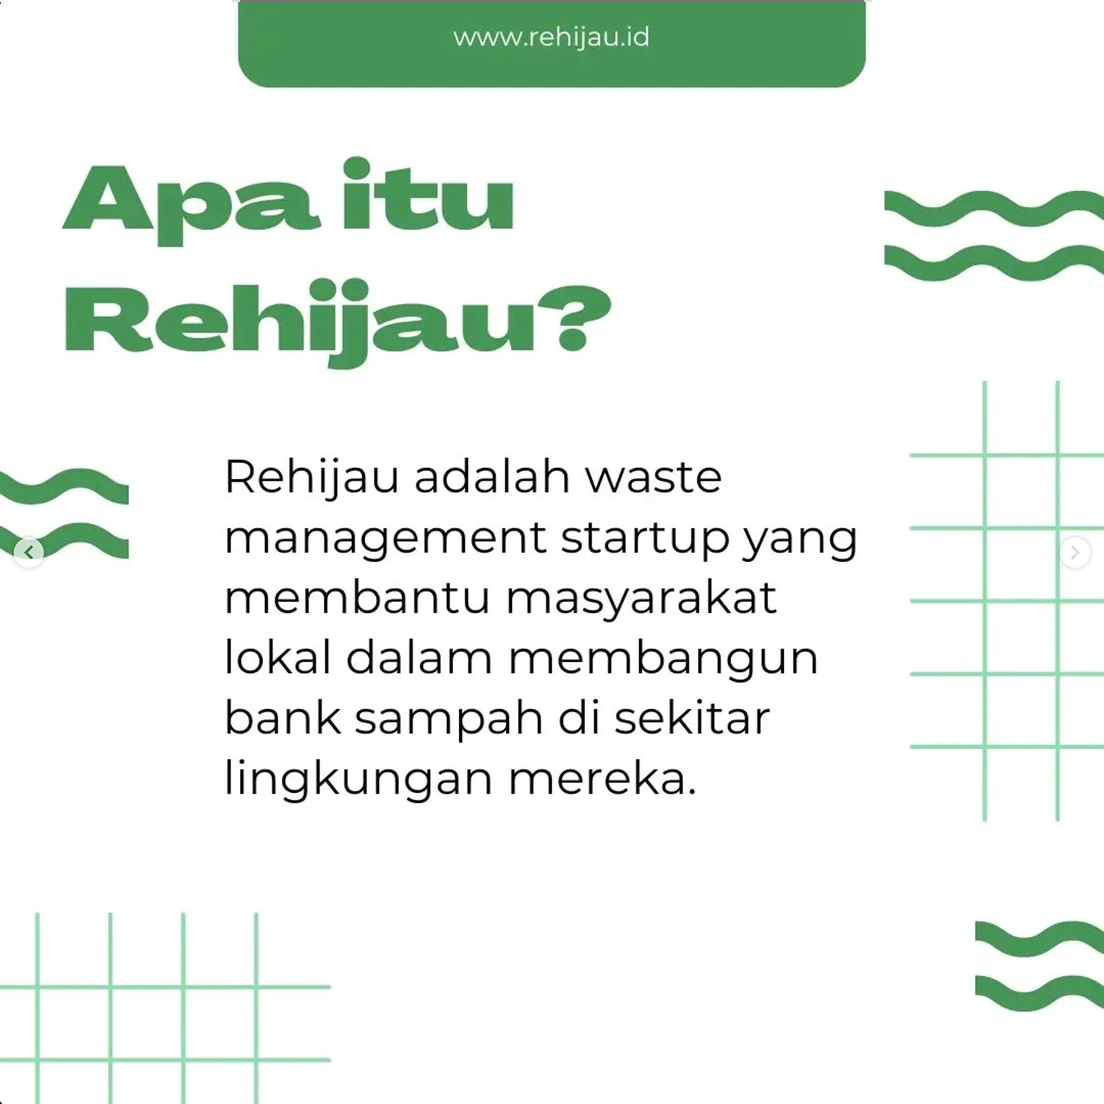 www.rehijau.id
Apa itu
Rehijau?
Rehijau adalah waste
management startup yang
membantu masyarakat
lokal dalam membangun
bank sampah di sekitar
lingkungan mereka.